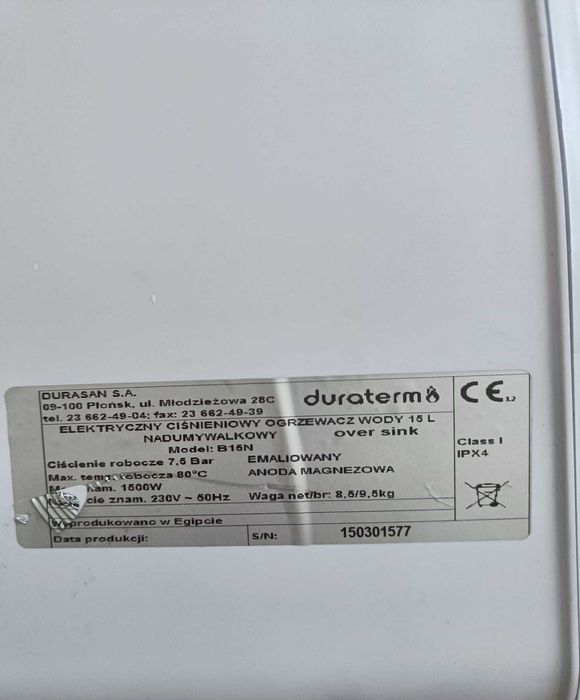 DURASAN S.A.
09-100 Płońsk, ul. Młodzieżowa 28C
tel. 23 662-49-04; fax: 23 662-49-39
duraterm
CE
ELEKTRYCZNY CIŚNIENIOWY OGRZEWACZ WODY 15 L
NADUMYWALKOWY over sink
Model: B15N
Ciścienie robocze 7,5 Bar EMALIOWANY
Max. temp. robocza 80°C ANODA MAGNEZOWA
znam. 1500W
znam. 230V ~ 50Hz Waga net/br: 8,5/9,5kg
Wyprodukowano w Egipcie
Data produkcji: S/N: 150301577
Class I
IPX4